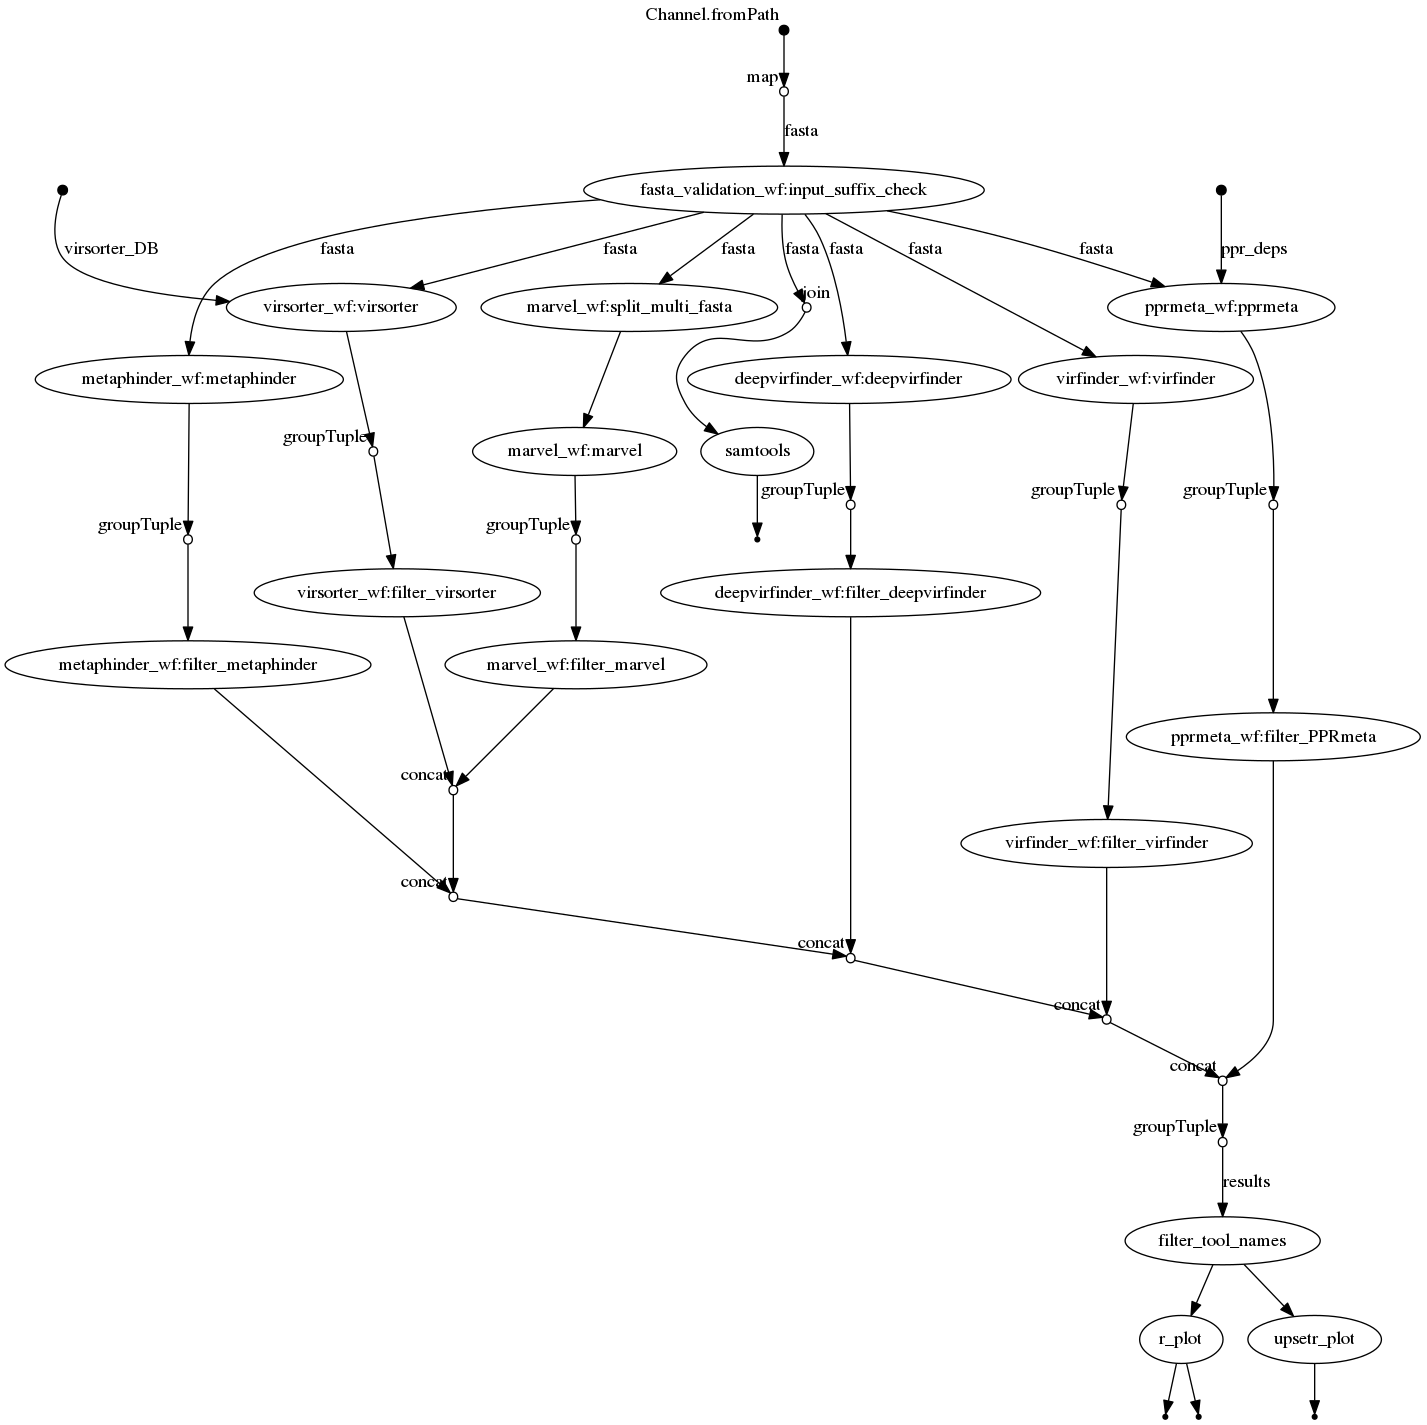 Channel.fromPath
map
fasta
fasta_validation_wf:input_suffix_check
virsorter_DB
fasta
fasta
fasta
fasta
fasta
fasta
fasta
ppr_deps
virsorter_wf:virsorter
marvel_wf:split_multi_fasta
join
pprmeta_wf:pprmeta
metaphinder_wf:metaphinder
deepvirfinder_wf:deepvirfinder
virfinder_wf:virfinder
groupTuple
marvel_wf:marvel
samtools
groupTuple
groupTuple
groupTuple
groupTuple
groupTuple
virsorter_wf:filter_virsorter
deepvirfinder_wf:filter_deepvirfinder
metaphinder_wf:filter_metaphinder
marvel_wf:filter_marvel
pprmeta_wf:filter_PPRmeta
concat
virfinder_wf:filter_virfinder
concat
concat
concat
concat
groupTuple
results
filter_tool_names
r_plot
upsetr_plot